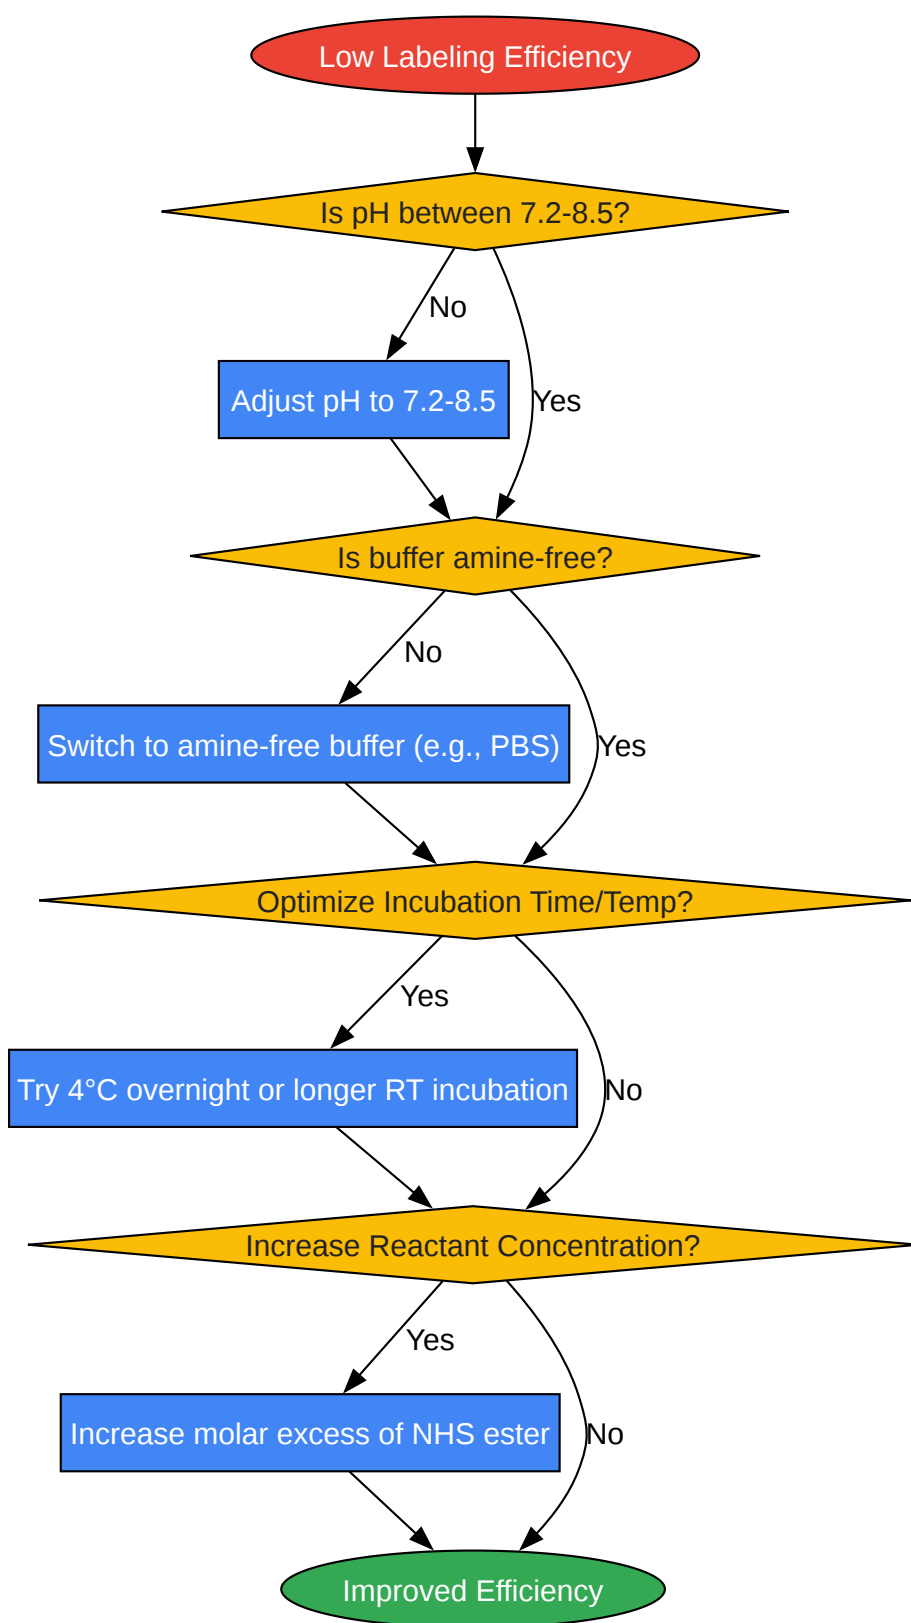 Low Labeling Efficiency
Is pH between 7.2-8.5?
No
Adjust pH to 7.2-8.5
Yes
Is buffer amine-free?
No
Switch to amine-free buffer (e.g., PBS)
Yes
Optimize Incubation Time/Temp?
Yes
Try 4°C overnight or longer RT incubation
No
Increase Reactant Concentration?
Yes
Increase molar excess of NHS ester
No
Improved Efficiency